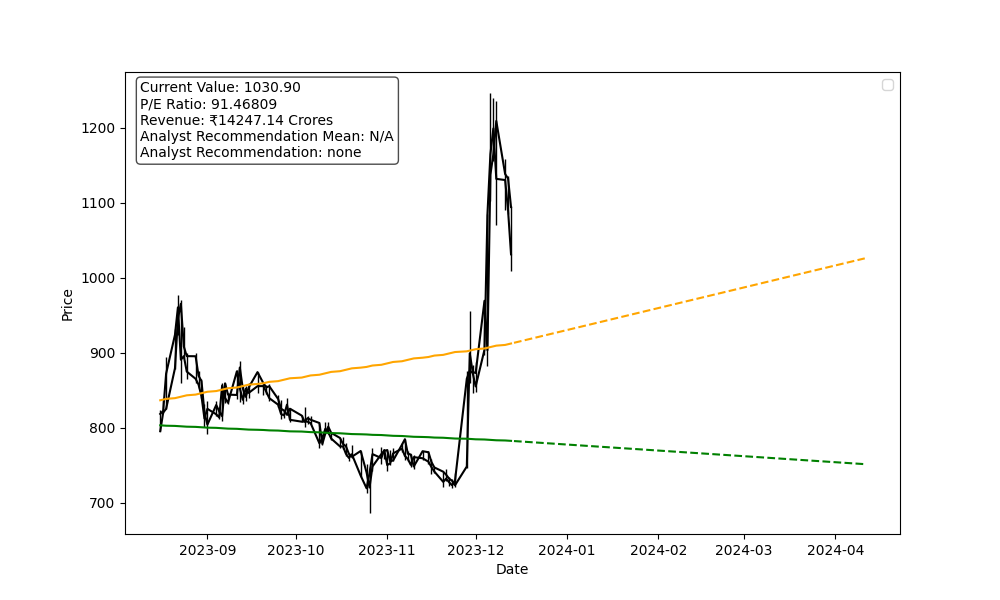 Current Value: 1030.90
P/E Ratio: 91.46809
Revenue: ₹14247.14 Crores
Analyst Recommendation Mean: N/A
Analyst Recommendation: none
1200
1100
1000
900
800
700
Price
2023-09 2023-10 2023-11 2023-12 2024-01 2024-02 2024-03 2024-04
Date